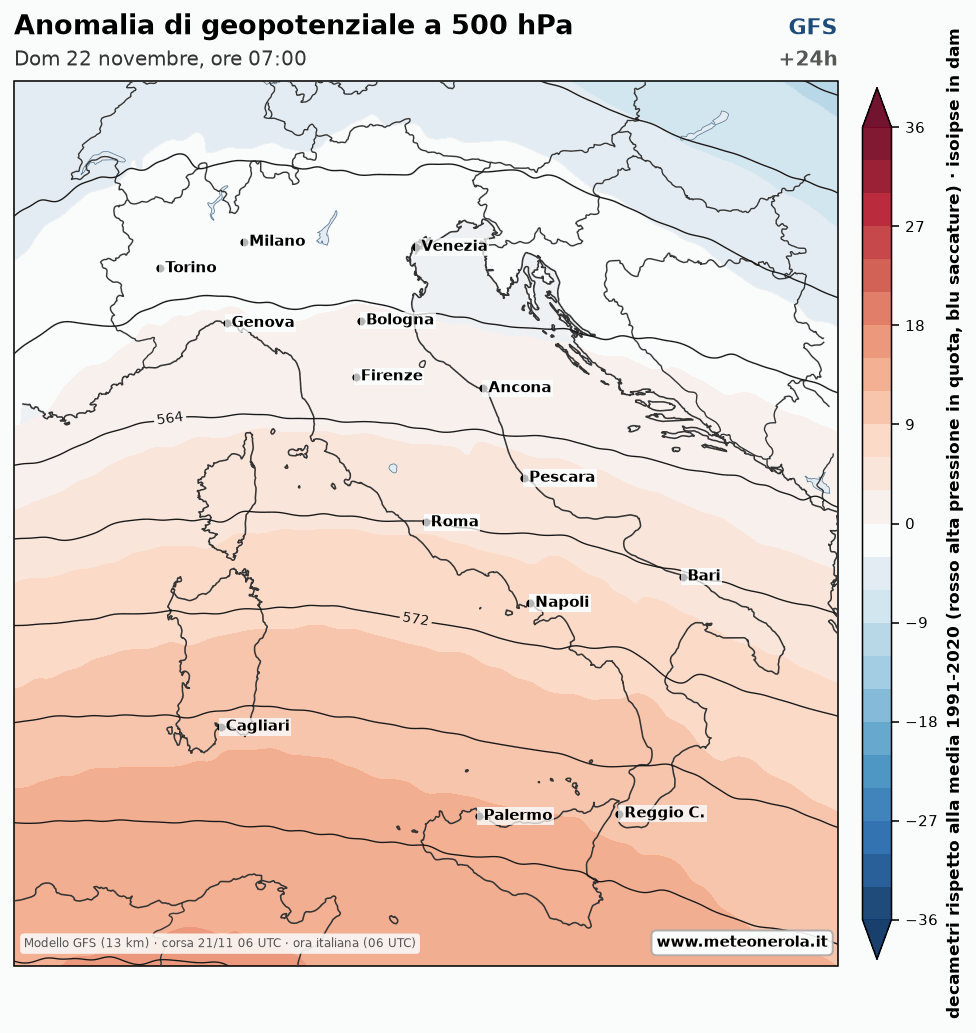 Anomalia di geopotenziale a 500 hPa
GFS
Dom 22 novembre, ore 07:00
+24h
Milano
Venezia
Torino
Genova
Bologna
Firenze
Ancona
564
Pescara
Roma
Bari
Napoli
572
Cagliari
Palermo
Reggio C.
Modello GFS (13 km) · corsa 21/11 06 UTC · ora italiana (06 UTC)
www.meteonerola.it
36
27
18
9
0
−9
−18
−27
−36
decametri rispetto alla media 1991-2020 (rosso alta pressione in quota, blu saccature) · isoipse in dam